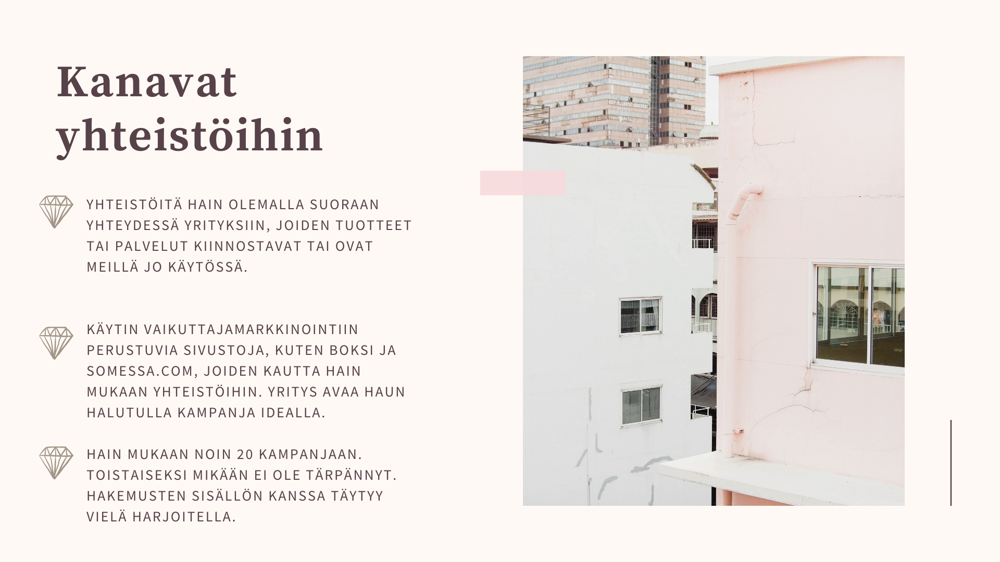 Kanavat
yhteistöihin
YHTEISTÖITÄ HAIN OLEMALLA SUORAAN
YHTEYDESSÄ YRITYKSIIN, JOIDEN TUOTTEET
TAI PALVELUT KIINNOSTAVAT TAI OVAT
MEILLÄ JO KÄYTÖSSÄ.
KÄYTIN VAIKUTTAJAMARKKINOINTIIN
PERUSTUVIA SIVUSTOJA, KUTEN BOKSI JA
SOMESSA.COM, JOIDEN KAUTTA HAIN
MUKAAN YHTEISTÖIHIN. YRITYS AVAA HAUN
HALUTULLA KAMPANJA IDEALLA.
HAIN MUKAAN NOIN 20 KAMPANJAAN.
TOISTAISEKSI MIKÄÄN EI OLE TÄRPÄNNYT.
HAKEMUSTEN SISÄLLÖN KANSSA TÄYTYY
VIELÄ HARJOITELLA.